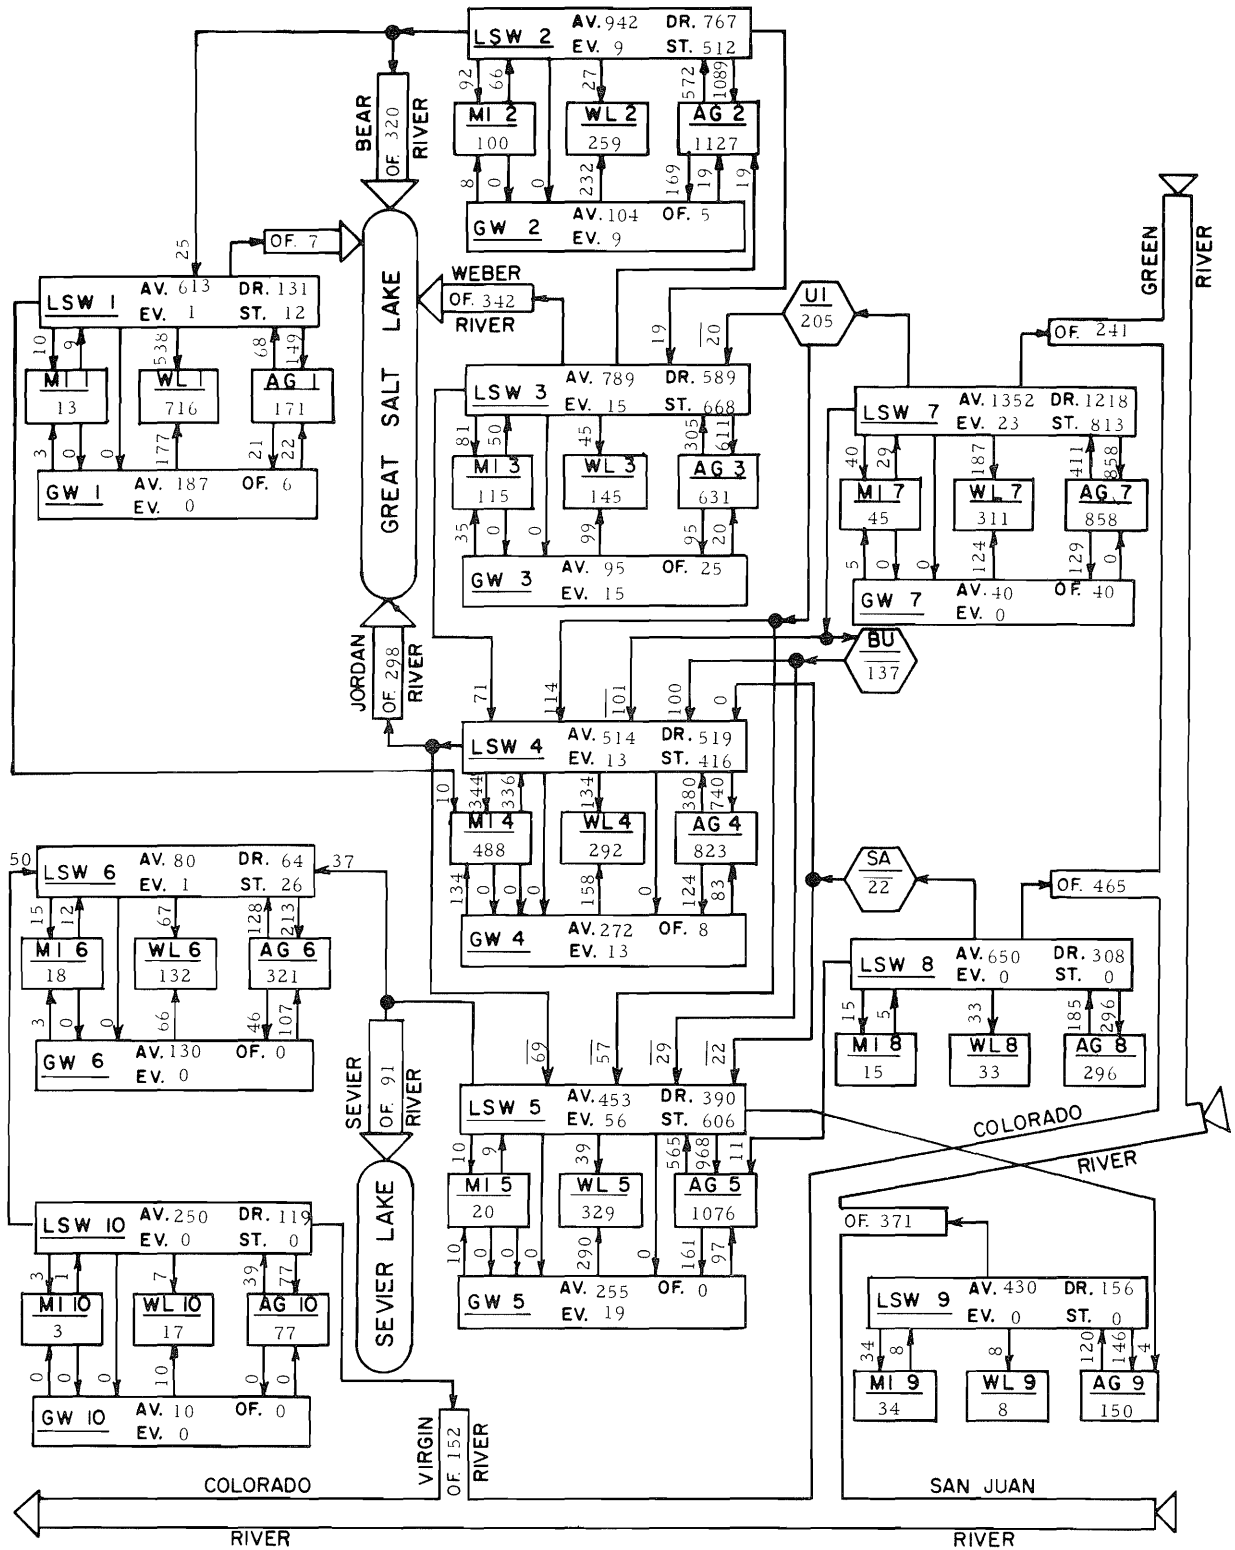 LSW 2 AV. 942 DR. 767
EV. 9 ST. 512
92 66 27 572 1089
MI 2 WL 2 AG 2
100 259 1127
8 0 0 232 169 19 19
GW 2 AV. 104 OF. 5
EV. 9
BEAR
OF. 320
RIVER
25
OF. 7
LSW 1 AV. 613 DR. 131
EV. 1 ST. 12
10 9 538 68 149
MI 1 WL 1 AG 1
13 716 171
3 0 0 177 21 22
GW 1 AV. 187 OF. 6
EV. 0
GREAT SALT LAKE
WEBER
OF. 342
RIVER
19 20
UI
205
LSW 3 AV. 789 DR. 589
EV. 15 ST. 668
81 50 45 305 611
MI 3 WL 3 AG 3
115 145 631
35 0 0 99 95 20
GW 3 AV. 95 OF. 25
EV. 15
GREEN
RIVER
OF. 241
LSW 7 AV. 1352 DR. 1218
EV. 23 ST. 813
40 29 187 411 858
MI 7 WL 7 AG 7
45 311 858
5 0 0 124 129 0
GW 7 AV. 40 OF. 40
EV. 0
BU
137
JORDAN
OF. 298
RIVER
71 114 101 100 0
LSW 4 AV. 514 DR. 519
EV. 13 ST. 416
10 344 336 134 380 740
MI 4 WL 4 AG 4
488 292 823
134 0 0 0 158 0 124 83
GW 4 AV. 272 OF. 8
EV. 13
50 37
LSW 6 AV. 80 DR. 64
EV. 1 ST. 26
15 12 67 128 213
MI 6 WL 6 AG 6
18 132 321
3 0 0 66 46 107
GW 6 AV. 130 OF. 0
EV. 0
SA
22
OF. 465
LSW 8 AV. 650 DR. 308
EV. 0 ST. 0
15 5 33 185 296
MI 8 WL 8 AG 8
15 33 296
SEVIER
OF. 91
RIVER
SEVIER LAKE
69 57 29 22
LSW 5 AV. 453 DR. 390
EV. 56 ST. 606
10 9 39 565 968 11
MI 5 WL 5 AG 5
20 329 1076
10 0 0 0 290 0 161 97
GW 5 AV. 255 OF. 0
EV. 19
COLORADO
RIVER
OF. 371
LSW 9 AV. 430 DR. 156
EV. 0 ST. 0
34 8 8 120 146 4
MI 9 WL 9 AG 9
34 8 150
LSW 10 AV. 250 DR. 119
EV. 0 ST. 0
3 1 7 39 77
MI 10 WL 10 AG 10
3 17 77
0 0 0 10 0 0
GW 10 AV. 10 OF. 0
EV. 0
VIRGIN
OF. 152
RIVER
COLORADO
RIVER
SAN JUAN
RIVER